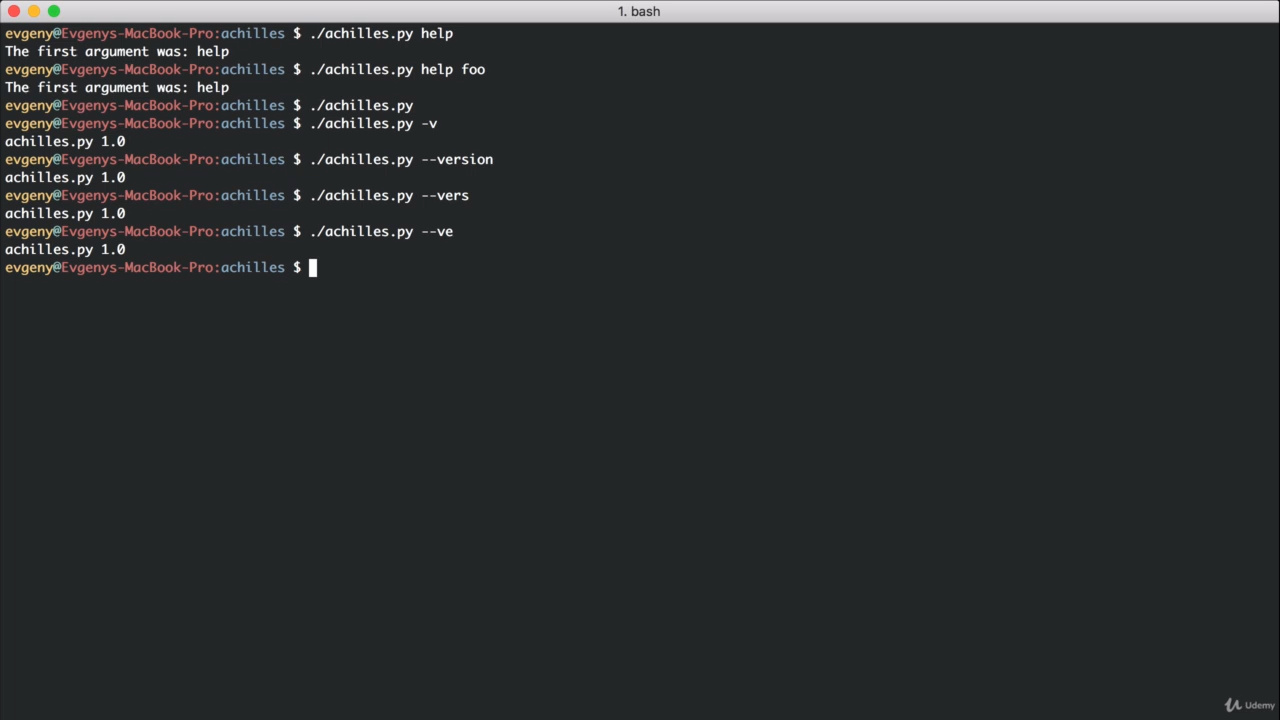 1. bash
evgeny@Evgenys-MacBook-Pro:achilles $ ./achilles.py help
The first argument was: help
evgeny@Evgenys-MacBook-Pro:achilles $ ./achilles.py help foo
The first argument was: help
evgeny@Evgenys-MacBook-Pro:achilles $ ./achilles.py
evgeny@Evgenys-MacBook-Pro:achilles $ ./achilles.py -v
achilles.py 1.0
evgeny@Evgenys-MacBook-Pro:achilles $ ./achilles.py --version
achilles.py 1.0
evgeny@Evgenys-MacBook-Pro:achilles $ ./achilles.py --vers
achilles.py 1.0
evgeny@Evgenys-MacBook-Pro:achilles $ ./achilles.py --ve
achilles.py 1.0
evgeny@Evgenys-MacBook-Pro:achilles $
Udemy